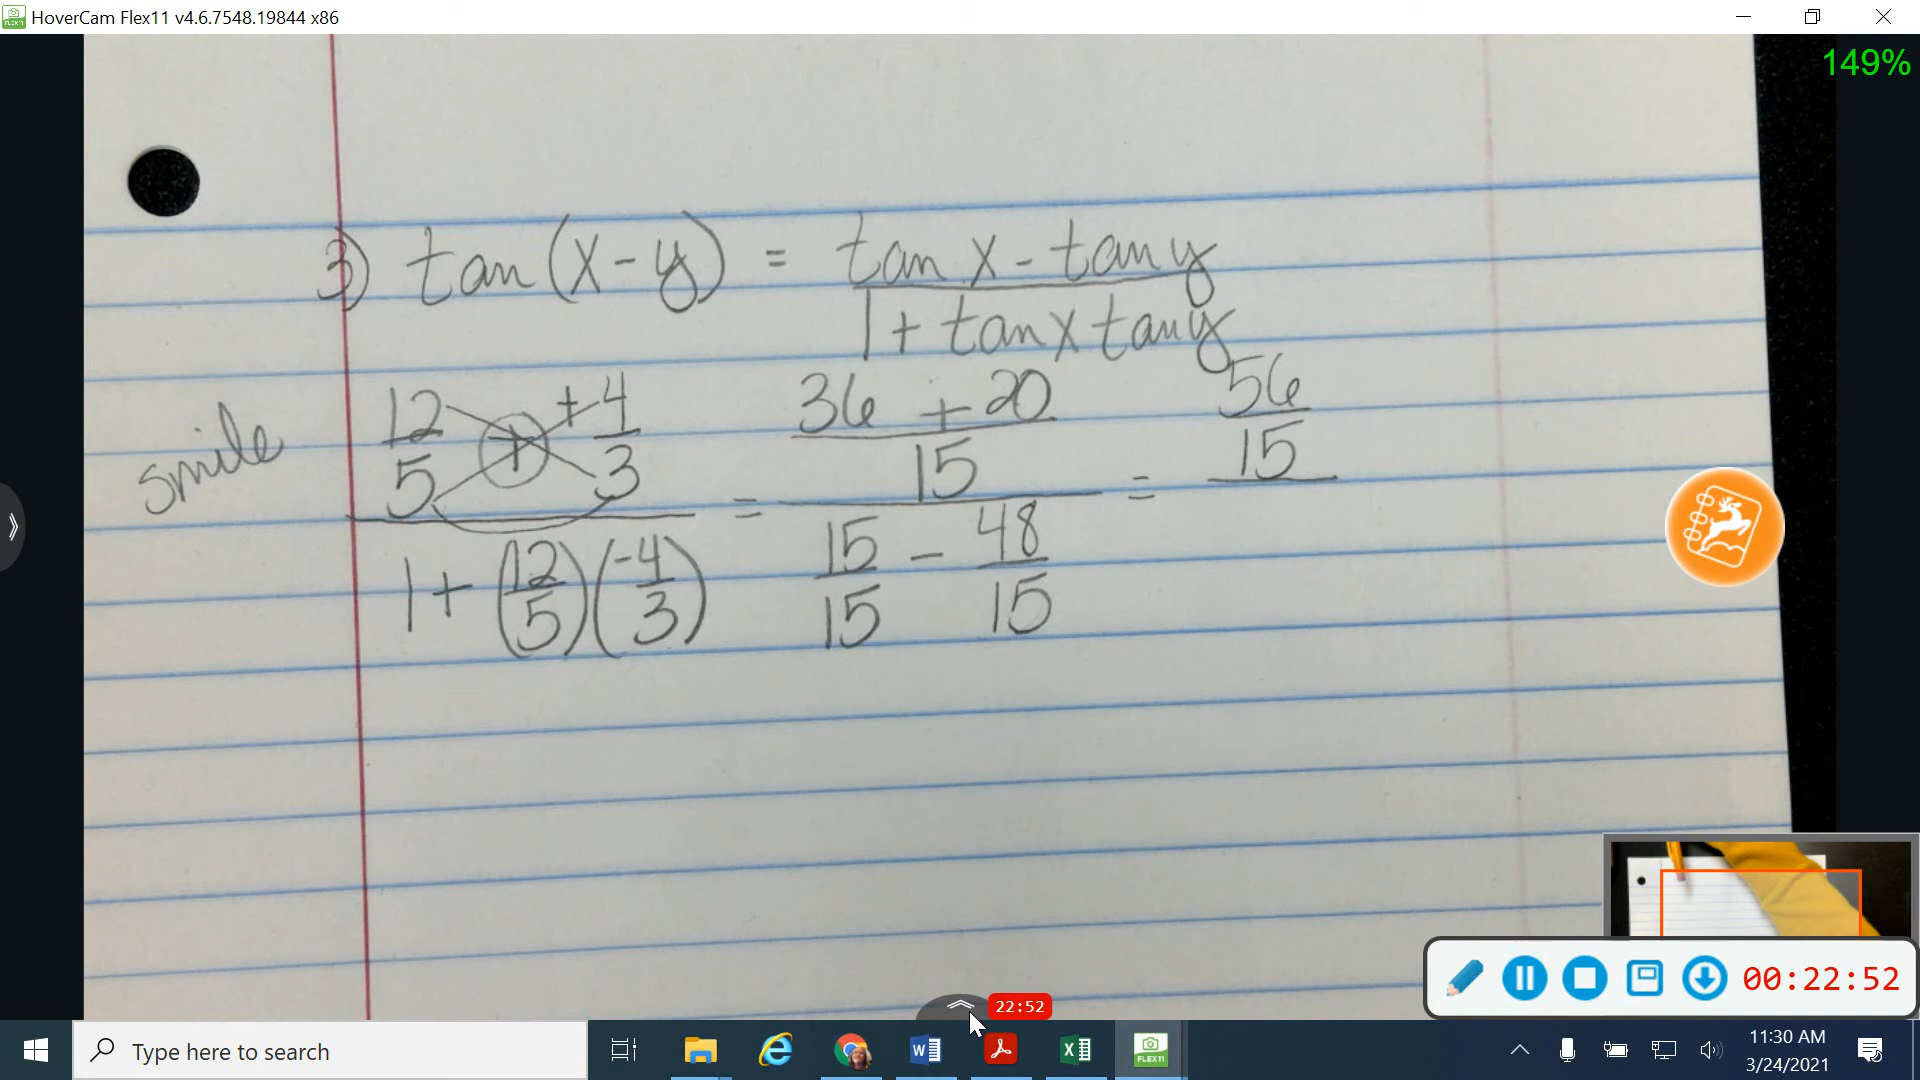 HoverCam Flex11 v4.6.7548.19844 x86
149%
3) tan(x-y) = tan x - tan y
1 + tan x tan y
smile
12 + +4 = 36 + 20 = 56
5 3 15 15
1 + (12/5)(-4/3) 15/15 - 48/15
00:22:52
22:52
Type here to search
FLEX11
11:30 AM
3/24/2021